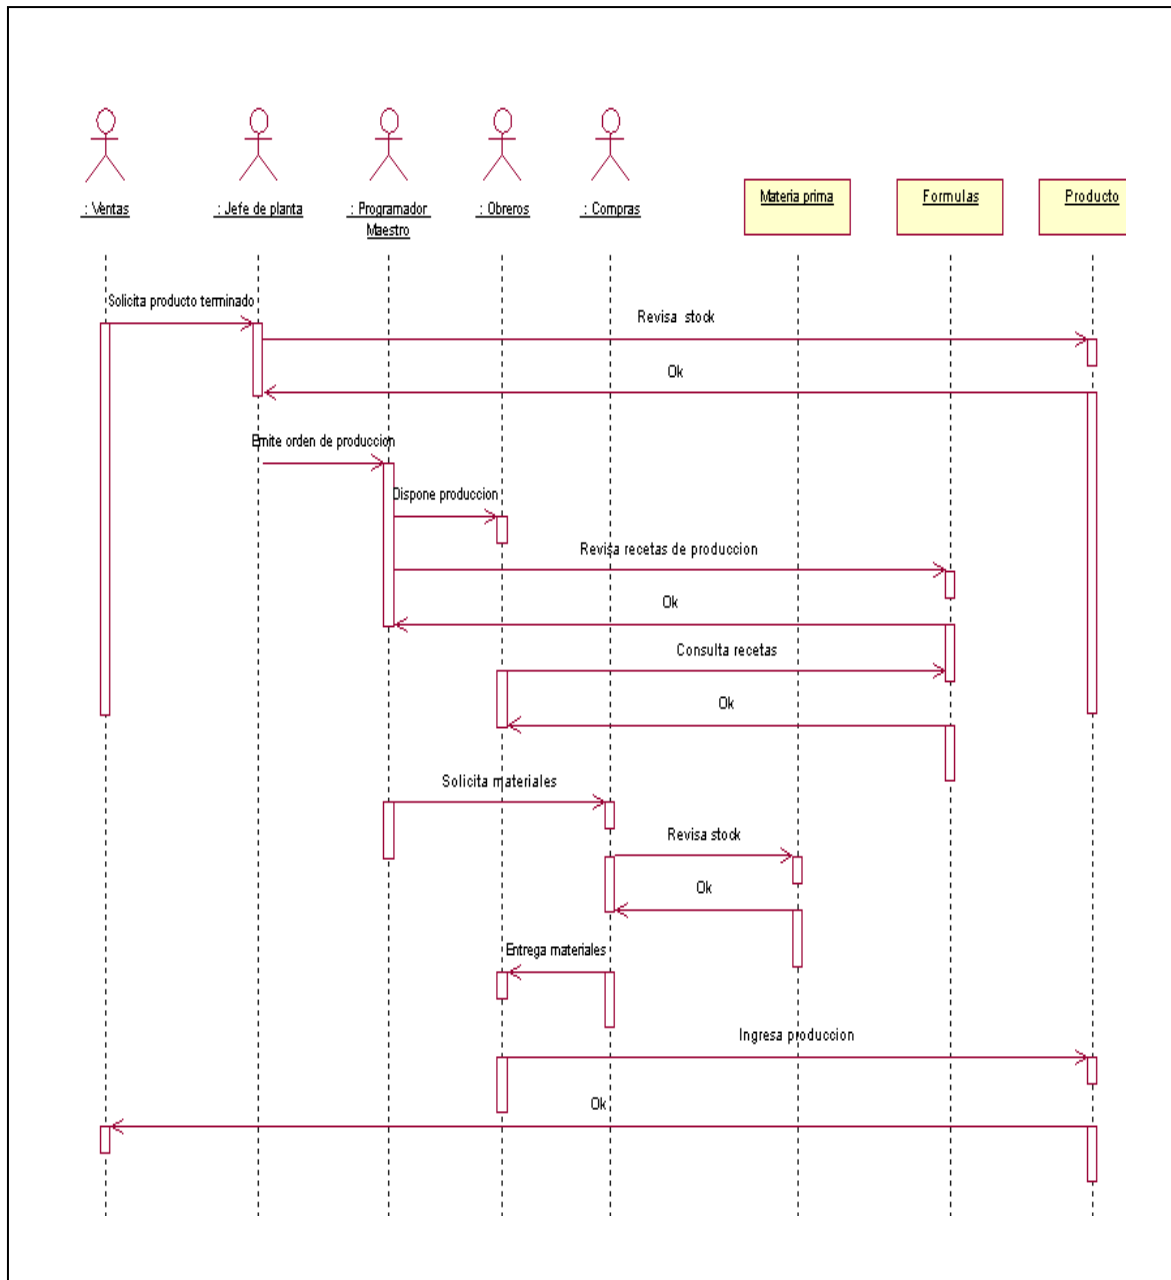 : Ventas
: Jefe de planta
: Programador
Maestro
: Obreros
: Compras
Materia prima
Formulas
Producto
Solicita producto terminado
Revisa stock
Ok
Emite orden de produccion
Dispone produccion
Revisa recetas de produccion
Ok
Consulta recetas
Ok
Solicita materiales
Revisa stock
Ok
Entrega materiales
Ingresa produccion
Ok